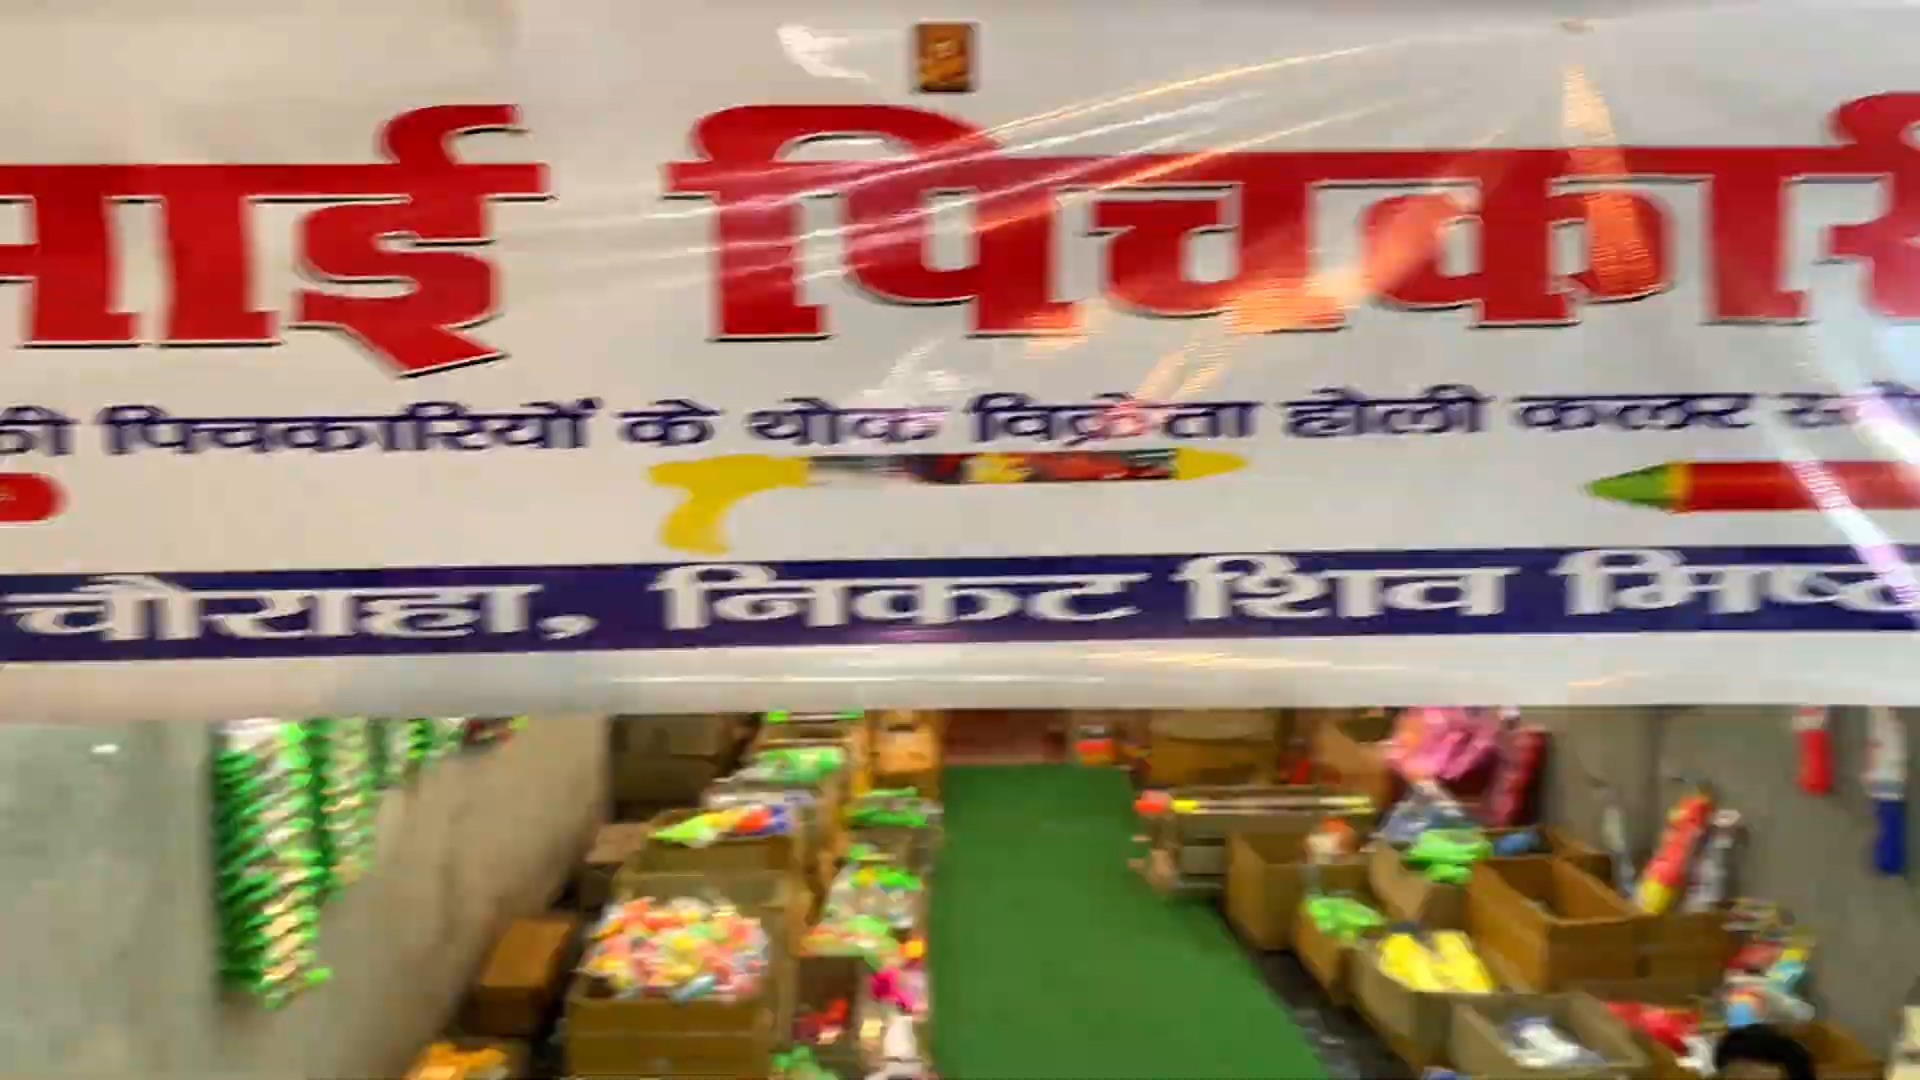 पिचकारी
की पिचकारियों के थोक विक्रेता होली कलर
चौराहा, निकट शिव